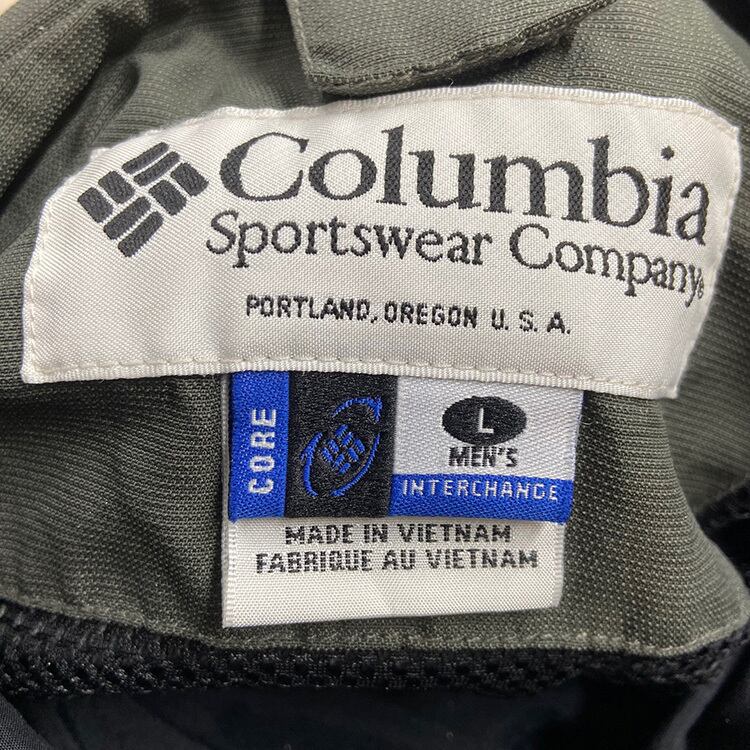 Columbia
Sportswear Company®
PORTLAND, OREGON U. S. A.
CORE
L
MEN'S
INTERCHANGE
MADE IN VIETNAM
FABRIQUE AU VIETNAM